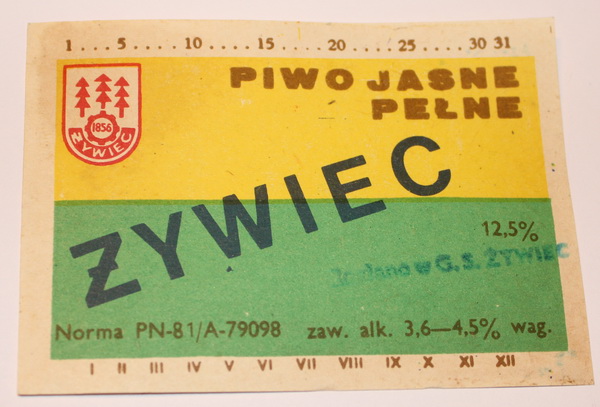 1 . . . . 5 . . . . 10 . . . . 15 . . . . 20 . . . . 25 . . . . 30 31
PIWO JASNE
PEŁNE
1856
ŻYWIEC
ŻYWIEC
12,5%
w G. S. ŻYWIEC
Norma PN-81/A-79098 zaw. alk. 3,6—4,5% wag.
I II III IV V VI VII VIII IX X XI XII